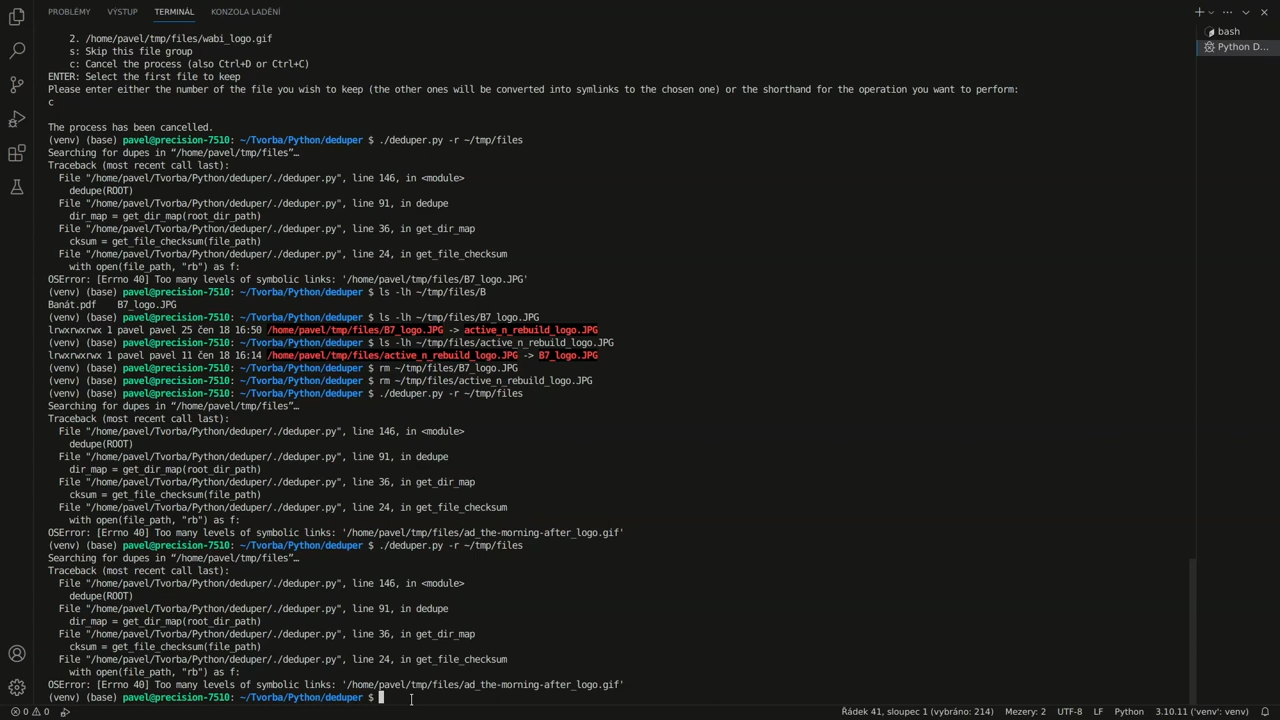 PROBLÉMY VÝSTUP TERMINÁL KONZOLA LADĚNÍ
2. /home/pavel/tmp/files/wabi_logo.gif
s: Skip this file group
c: Cancel the process (also Ctrl+D or Ctrl+C)
ENTER: Select the first file to keep
Please enter either the number of the file you wish to keep (the other ones will be converted into symlinks to the chosen one) or the shorthand for the operation you want to perform:
c
The process has been cancelled.
(venv) (base) pavel@precision-7510: ~/Tvorba/Python/deduper $ ./deduper.py -r ~/tmp/files
Searching for dupes in “/home/pavel/tmp/files”…
Traceback (most recent call last):
File "/home/pavel/Tvorba/Python/deduper/./deduper.py", line 146, in <module>
dedupe(ROOT)
File "/home/pavel/Tvorba/Python/deduper/./deduper.py", line 91, in dedupe
dir_map = get_dir_map(root_dir_path)
File "/home/pavel/Tvorba/Python/deduper/./deduper.py", line 36, in get_dir_map
cksum = get_file_checksum(file_path)
File "/home/pavel/Tvorba/Python/deduper/./deduper.py", line 24, in get_file_checksum
with open(file_path, "rb") as f:
OSError: [Errno 40] Too many levels of symbolic links: '/home/pavel/tmp/files/B7_logo.JPG'
(venv) (base) pavel@precision-7510: ~/Tvorba/Python/deduper $ ls -lh ~/tmp/files/B
Banát.pdf B7_logo.JPG
(venv) (base) pavel@precision-7510: ~/Tvorba/Python/deduper $ ls -lh ~/tmp/files/B7_logo.JPG
lrwxrwxrwx 1 pavel pavel 25 čen 18 16:50 /home/pavel/tmp/files/B7_logo.JPG -> active_n_rebuild_logo.JPG
(venv) (base) pavel@precision-7510: ~/Tvorba/Python/deduper $ ls -lh ~/tmp/files/active_n_rebuild_logo.JPG
lrwxrwxrwx 1 pavel pavel 11 čen 18 16:14 /home/pavel/tmp/files/active_n_rebuild_logo.JPG -> B7_logo.JPG
(venv) (base) pavel@precision-7510: ~/Tvorba/Python/deduper $ rm ~/tmp/files/B7_logo.JPG
(venv) (base) pavel@precision-7510: ~/Tvorba/Python/deduper $ rm ~/tmp/files/active_n_rebuild_logo.JPG
(venv) (base) pavel@precision-7510: ~/Tvorba/Python/deduper $ ./deduper.py -r ~/tmp/files
Searching for dupes in “/home/pavel/tmp/files”…
Traceback (most recent call last):
File "/home/pavel/Tvorba/Python/deduper/./deduper.py", line 146, in <module>
dedupe(ROOT)
File "/home/pavel/Tvorba/Python/deduper/./deduper.py", line 91, in dedupe
dir_map = get_dir_map(root_dir_path)
File "/home/pavel/Tvorba/Python/deduper/./deduper.py", line 36, in get_dir_map
cksum = get_file_checksum(file_path)
File "/home/pavel/Tvorba/Python/deduper/./deduper.py", line 24, in get_file_checksum
with open(file_path, "rb") as f:
OSError: [Errno 40] Too many levels of symbolic links: '/home/pavel/tmp/files/ad_the-morning-after_logo.gif'
(venv) (base) pavel@precision-7510: ~/Tvorba/Python/deduper $ ./deduper.py -r ~/tmp/files
Searching for dupes in “/home/pavel/tmp/files”…
Traceback (most recent call last):
File "/home/pavel/Tvorba/Python/deduper/./deduper.py", line 146, in <module>
dedupe(ROOT)
File "/home/pavel/Tvorba/Python/deduper/./deduper.py", line 91, in dedupe
dir_map = get_dir_map(root_dir_path)
File "/home/pavel/Tvorba/Python/deduper/./deduper.py", line 36, in get_dir_map
cksum = get_file_checksum(file_path)
File "/home/pavel/Tvorba/Python/deduper/./deduper.py", line 24, in get_file_checksum
with open(file_path, "rb") as f:
OSError: [Errno 40] Too many levels of symbolic links: '/home/pavel/tmp/files/ad_the-morning-after_logo.gif'
(venv) (base) pavel@precision-7510: ~/Tvorba/Python/deduper $
bash
Python D...
0 0 Řádek 41, sloupec 1 (vybráno: 214) Mezery: 2 UTF-8 LF Python 3.10.11 ('venv': venv)